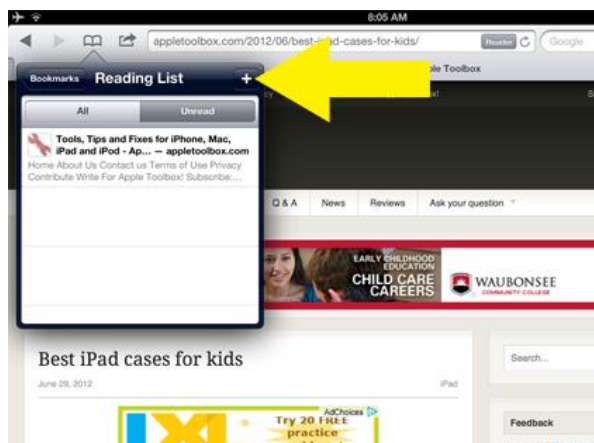 8:05 AM
appletoolbox.com/2012/06/best-ipad-cases-for-kids/
Reader
Google
Bookmarks
Reading List
+
ple Toolbox
All
Unread
Tools, Tips and Fixes for iPhone, Mac,
iPad and iPod - Ap... — appletoolbox.com
Home About Us Contact us Terms of Use Privacy
Contribute Write For Apple Toolbox! Subscribe:...
Q & A
News
Reviews
Ask your question
EARLY CHILDHOOD
EDUCATION
CHILD CARE
CAREERS
WAUBONSEE
COMMUNITY COLLEGE
Best iPad cases for kids
June 29, 2012
iPad
Search...
AdChoices
Try 20 FREE
practice
Feedback